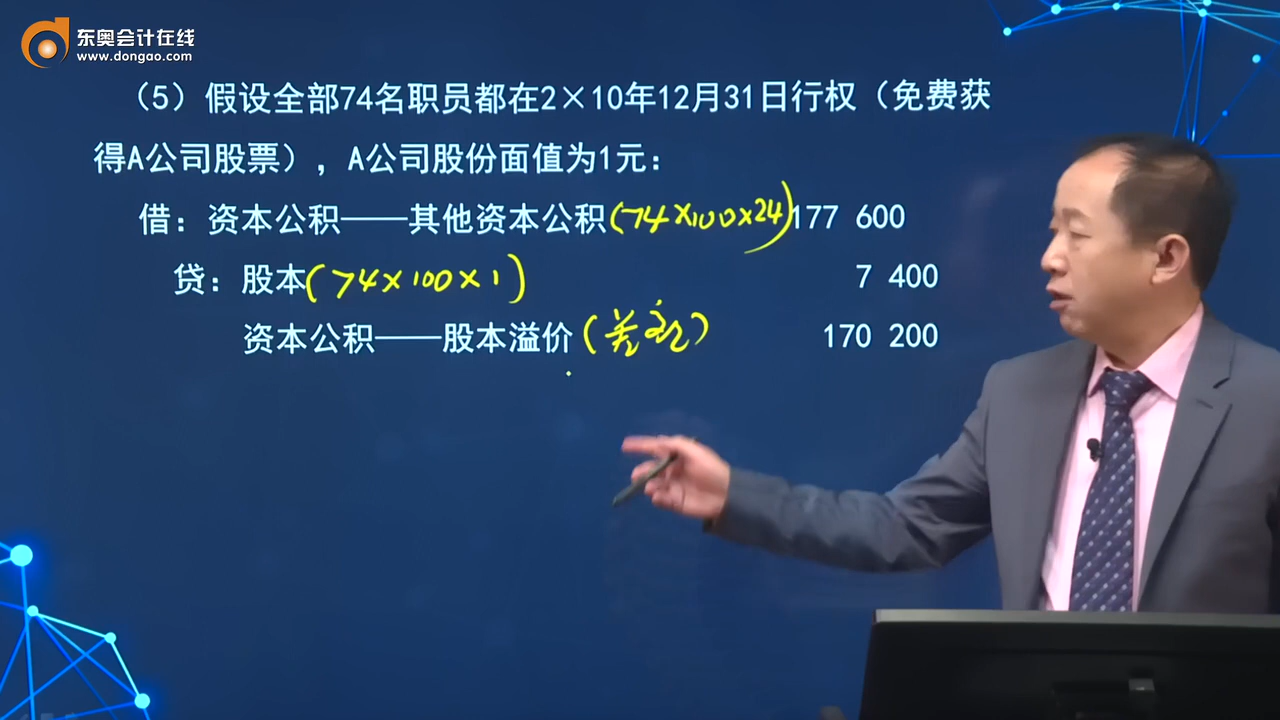 东奥会计在线
www.dongao.com
（5）假设全部74名职员都在2×10年12月31日行权（免费获
得A公司股票），A公司股份面值为1元：
借：资本公积——其他资本公积(74×100×24)177 600
贷：股本(74×100×1) 7 400
资本公积——股本溢价(差额) 170 200